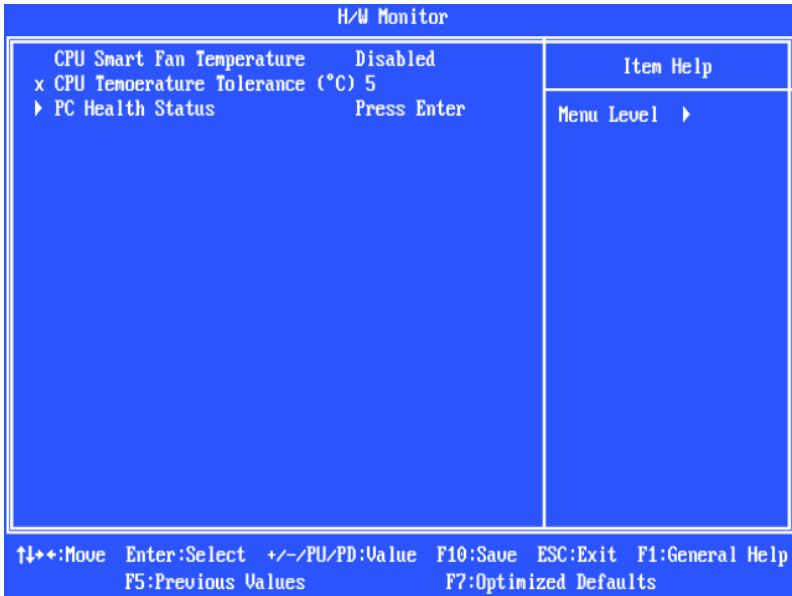 H/W Monitor
CPU Smart Fan Temperature Disabled
x CPU Temoerature Tolerance (°C) 5
▶ PC Health Status Press Enter
Item Help
Menu Level ▶
↑↓→←:Move Enter:Select +/-/PU/PD:Value F10:Save ESC:Exit F1:General Help
F5:Previous Values F7:Optimized Defaults